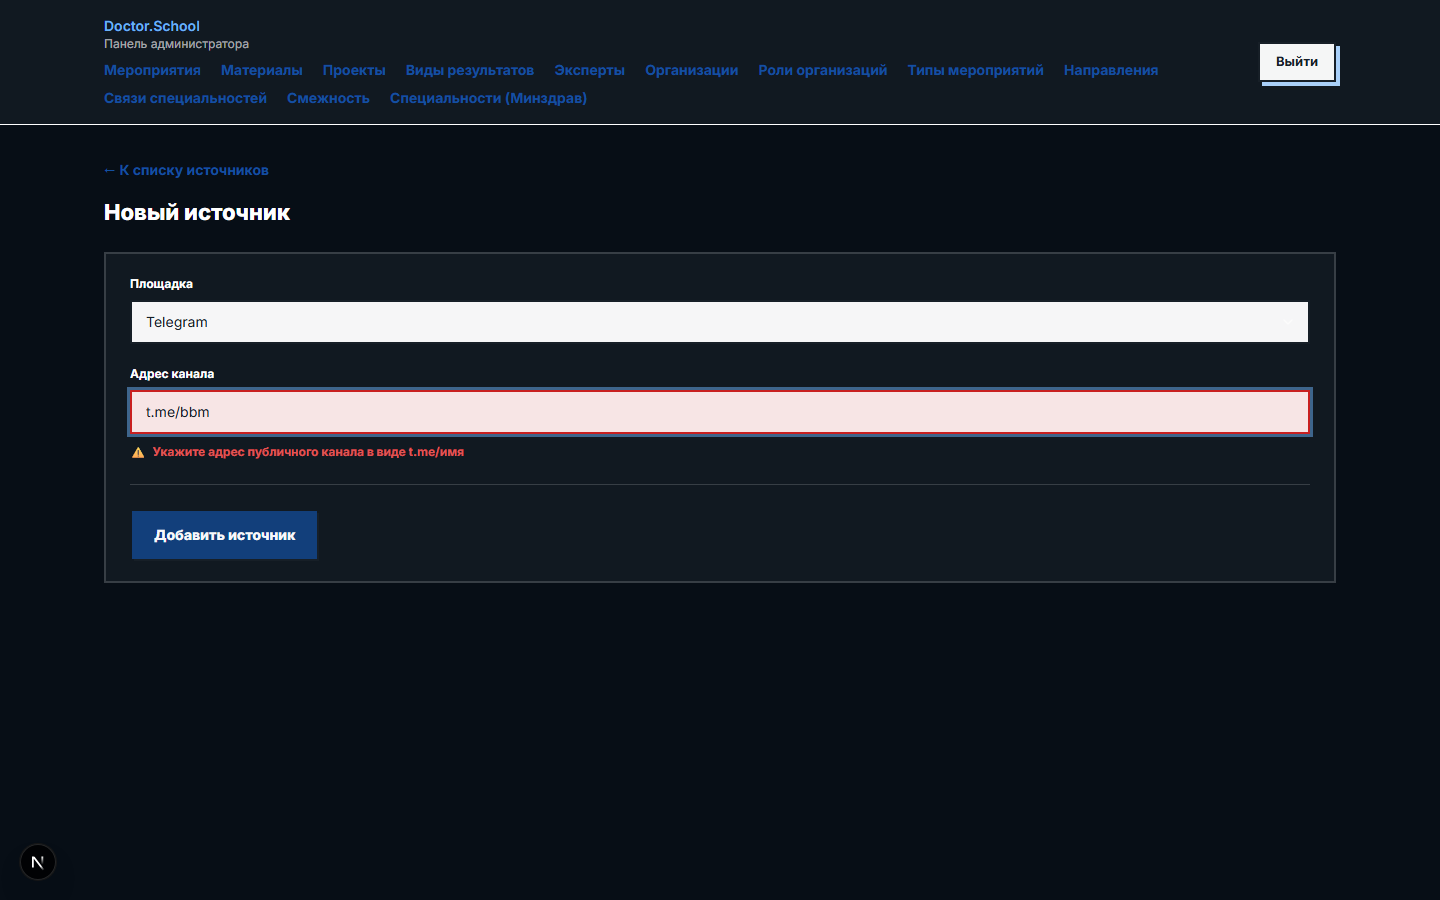 Doctor.School
Панель администратора
Мероприятия Материалы Проекты Виды результатов Эксперты Организации Роли организаций Типы мероприятий Направления
Связи специальностей Смежность Специальности (Минздрав)
Выйти
← К списку источников
Новый источник
Площадка
Telegram
Адрес канала
t.me/bbm
Укажите адрес публичного канала в виде t.me/имя
Добавить источник
N